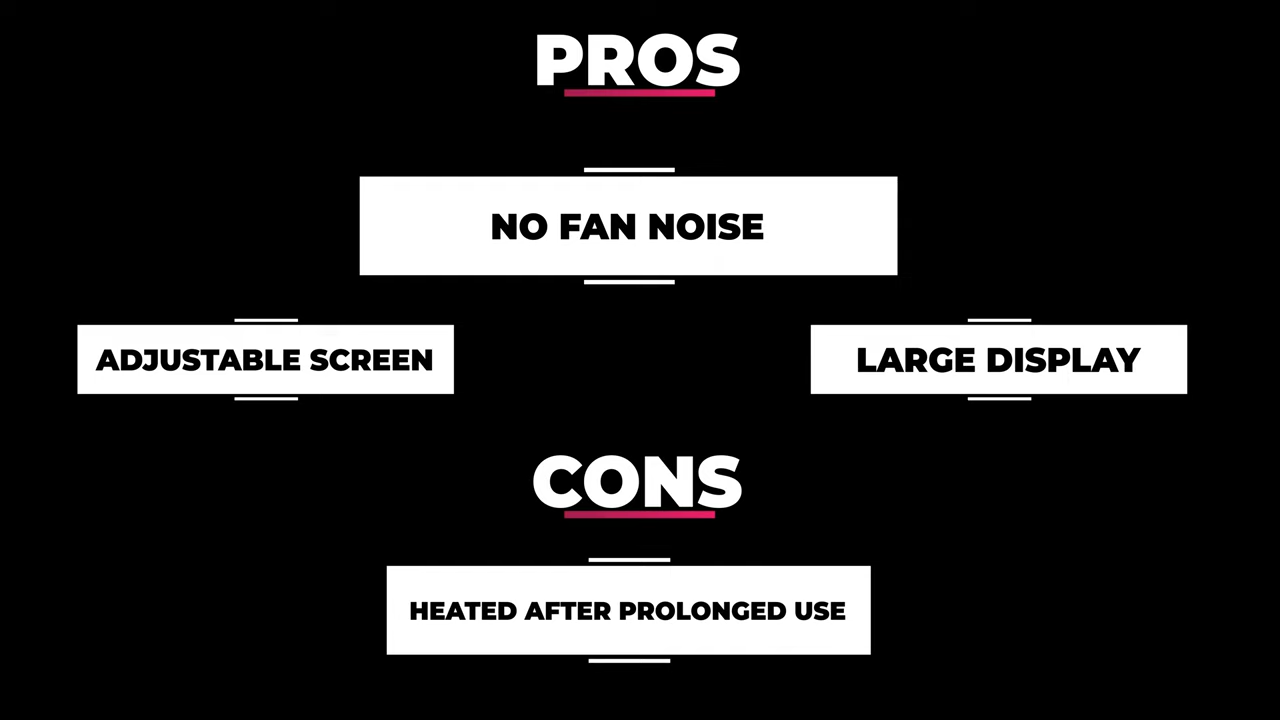 PROS
NO FAN NOISE
ADJUSTABLE SCREEN
LARGE DISPLAY
CONS
HEATED AFTER PROLONGED USE